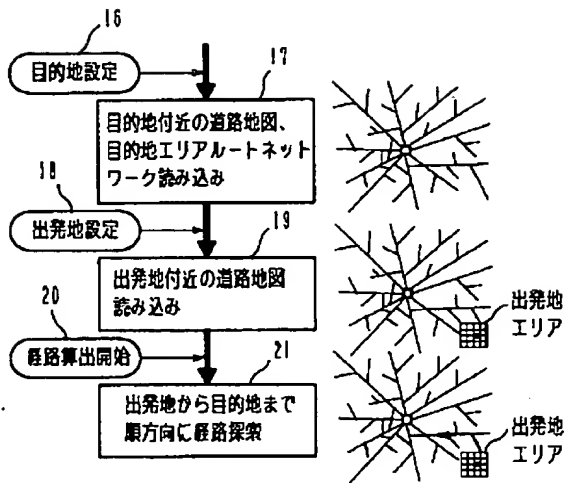 16
目的地設定
17
目的地付近の道路地図、
目的地エリアルートネット
ワーク読み込み
18
出発地設定
19
出発地付近の道路地図
読み込み
出発地
エリア
20
経路算出開始
21
出発地から目的地まで
順方向に経路探索
出発地
エリア